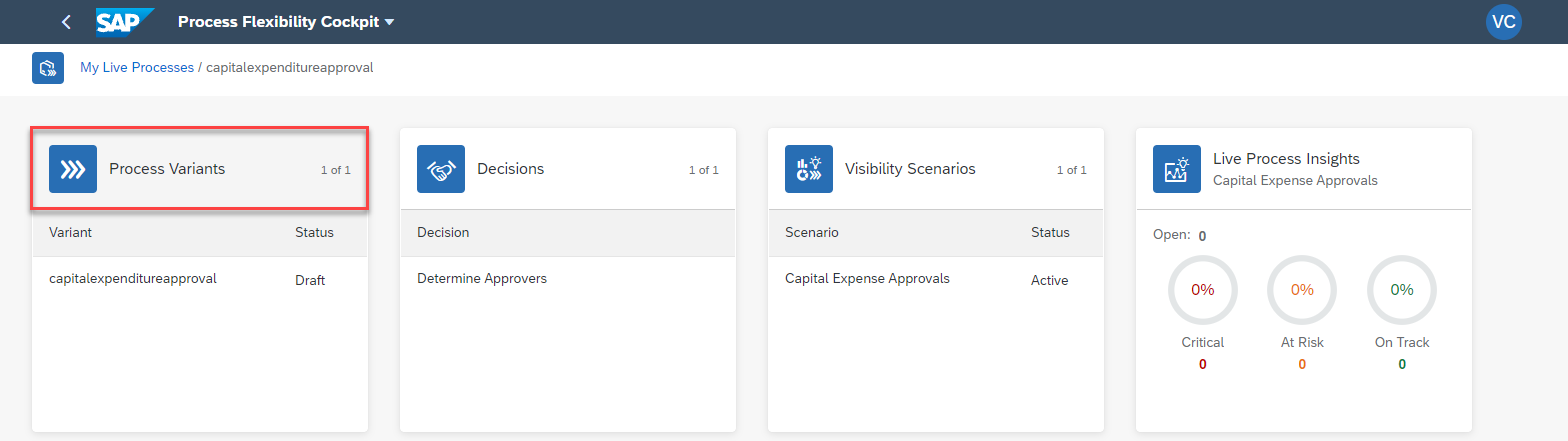 SAP Process Flexibility Cockpit VC
My Live Processes / capitalexpenditureapproval
Process Variants 1 of 1
Variant Status
capitalexpenditureapproval Draft
Decisions 1 of 1
Decision
Determine Approvers
Visibility Scenarios 1 of 1
Scenario Status
Capital Expense Approvals Active
Live Process Insights
Capital Expense Approvals
Open: 0
0% 0% 0%
Critical At Risk On Track
0 0 0